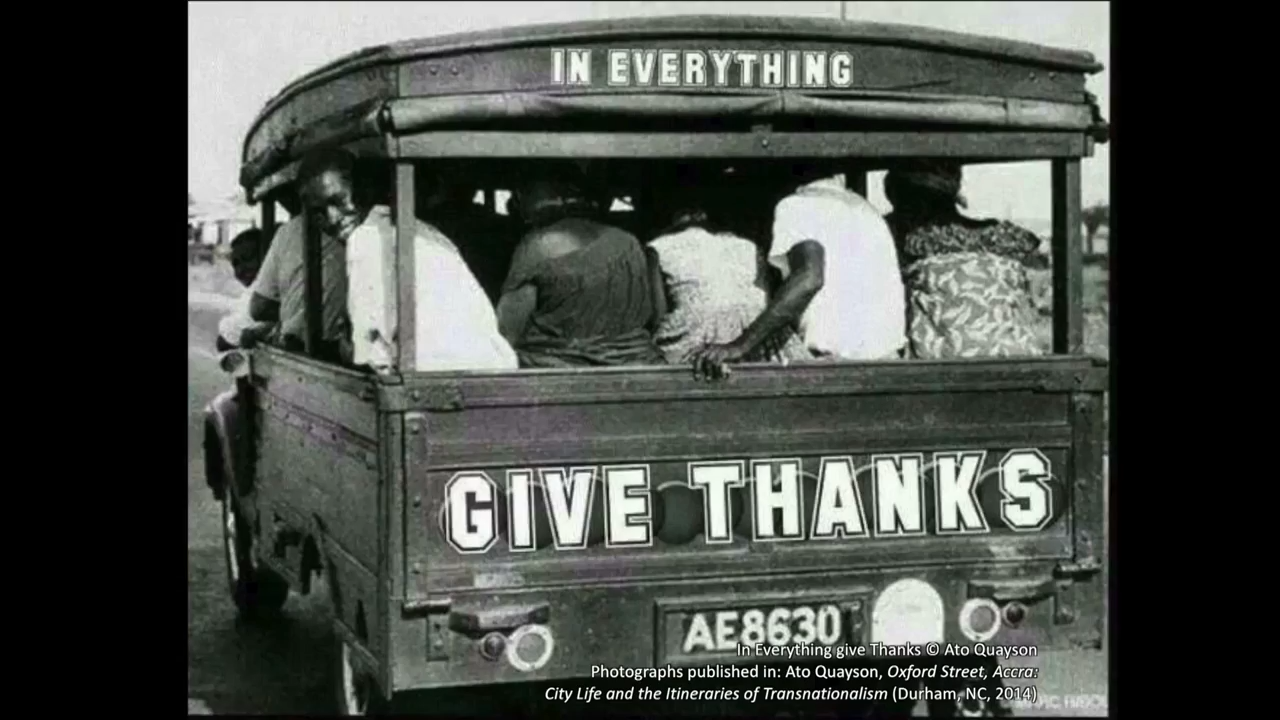 IN EVERYTHING
GIVE THANKS
AE8630
In Everything give Thanks © Ato Quayson
Photographs published in: Ato Quayson, Oxford Street, Accra:
City Life and the Itineraries of Transnationalism (Durham, NC, 2014)